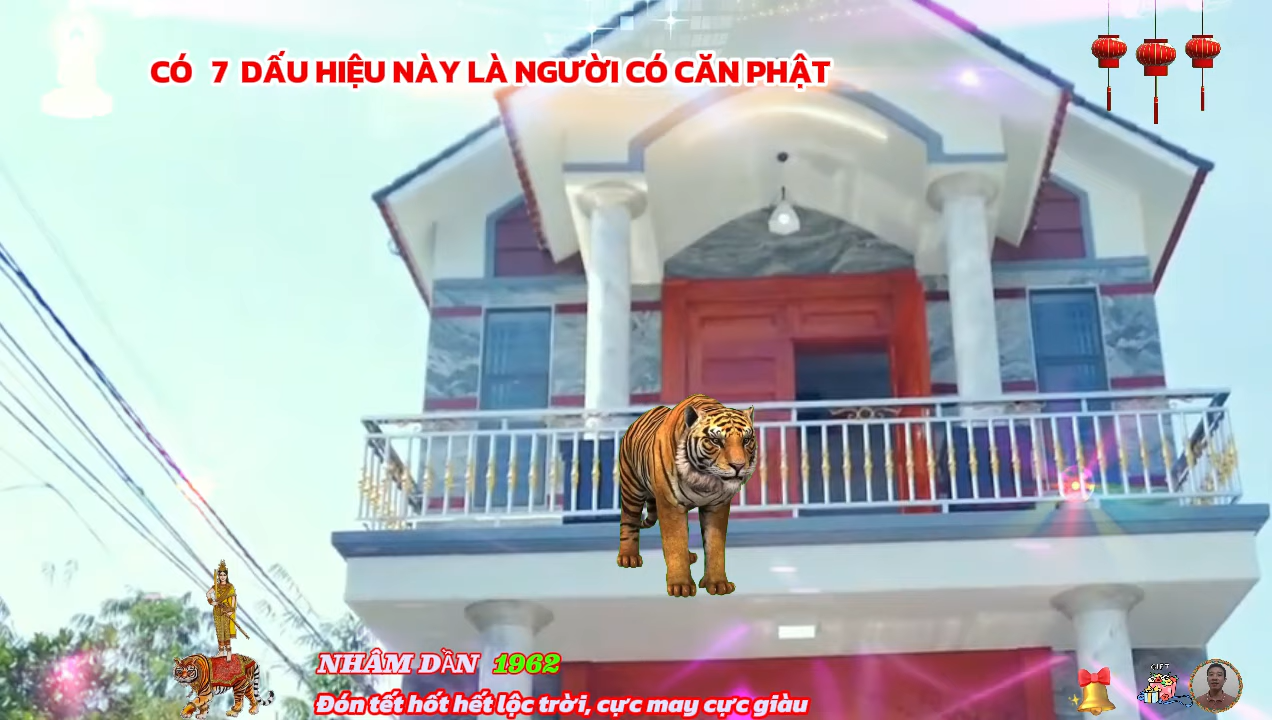 CÓ 7 DẤU HIỆU NÀY LÀ NGƯỜI CÓ CĂN PHẬT
NHÂM DẦN 1962
Đón tết hốt hết lộc trời, cực may cực giàu
GIFT